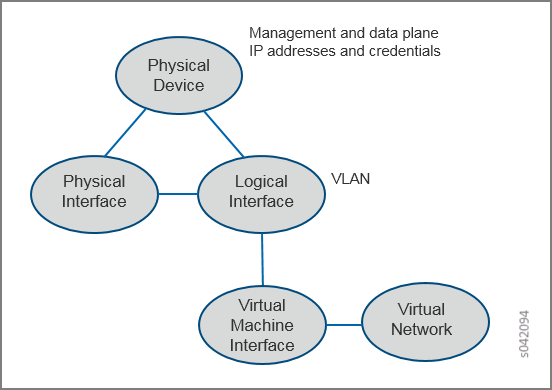 Management and data plane
IP addresses and credentials
Physical
Device
Physical
Interface
Logical
Interface
VLAN
Virtual
Machine
Interface
Virtual
Network
s042094